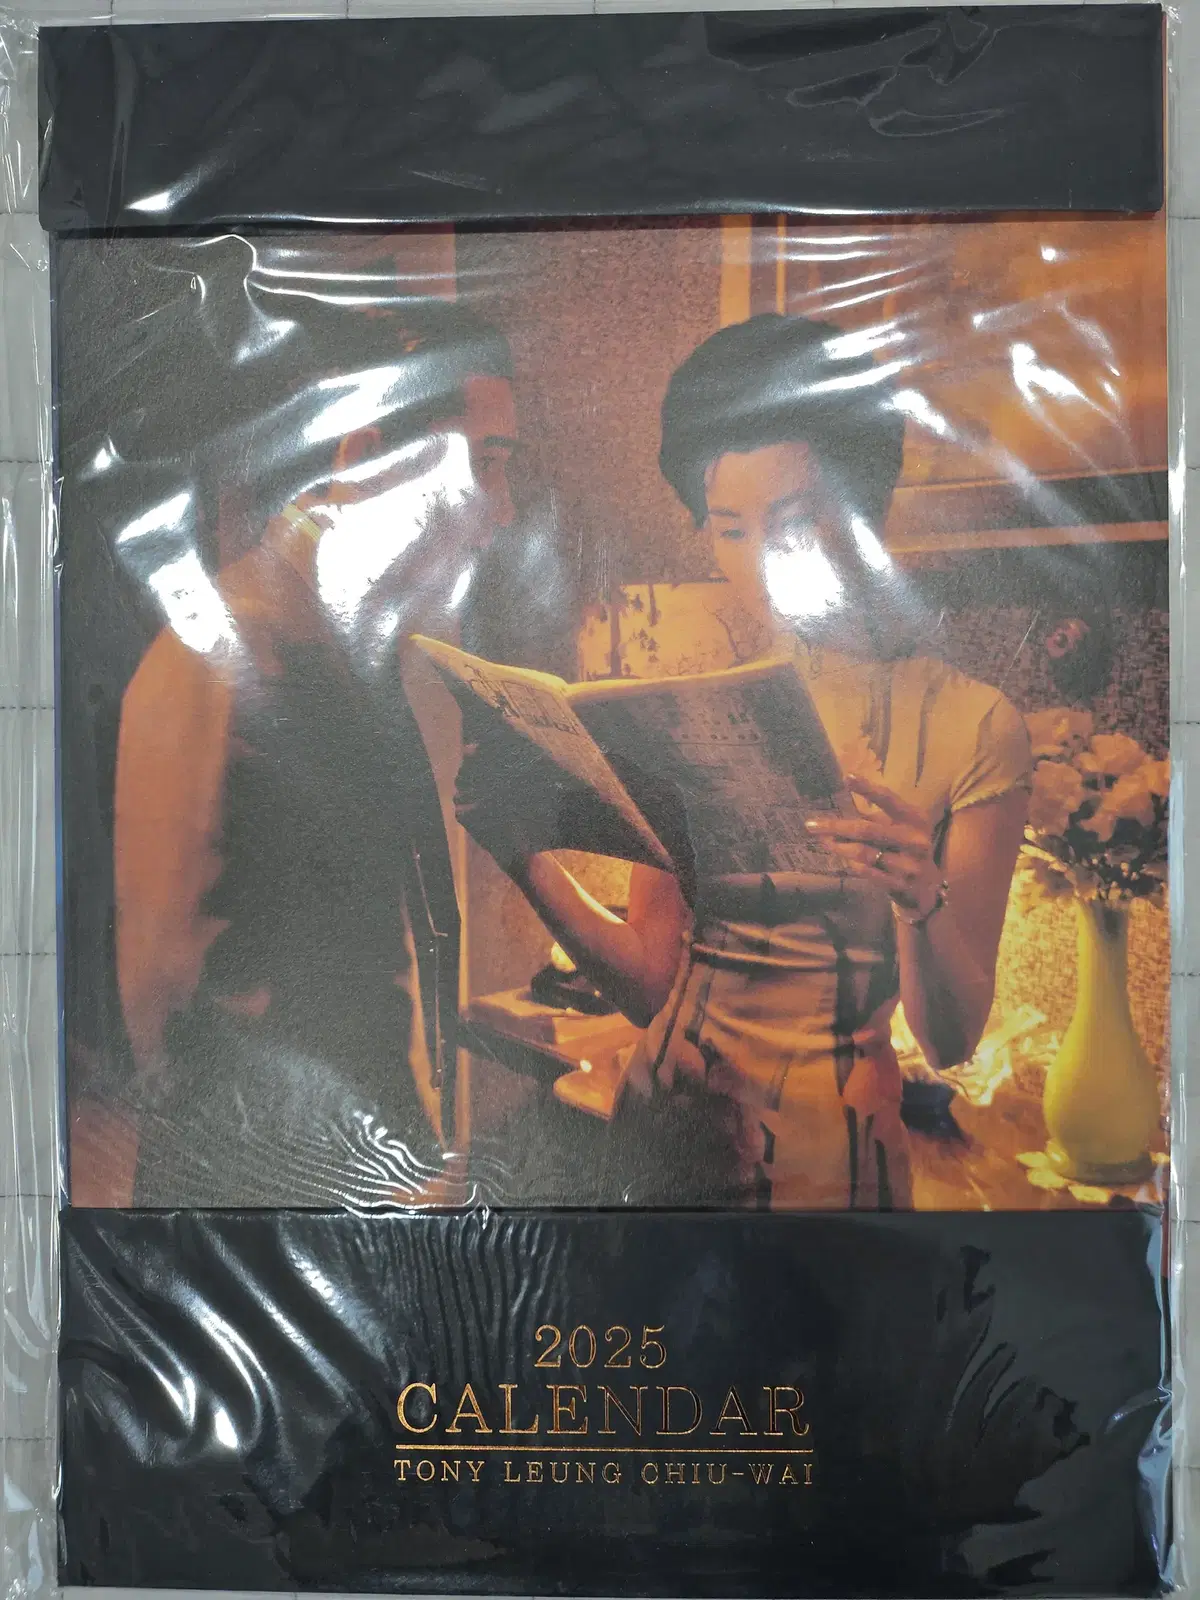 2025
CALENDAR
TONY LEUNG CHIU-WAI